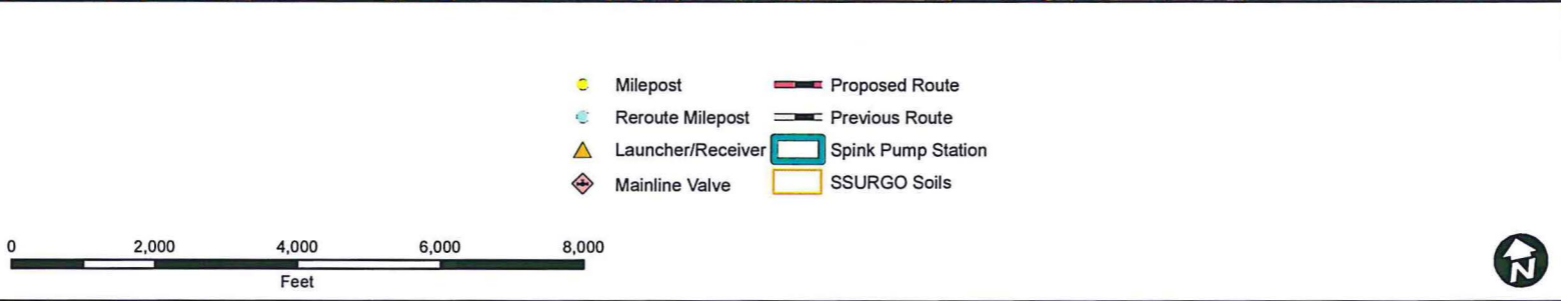 Milepost Proposed Route
Reroute Milepost Previous Route
Launcher/Receiver Spink Pump Station
Mainline Valve SSURGO Soils
0 2,000 4,000 6,000 8,000
Feet
N